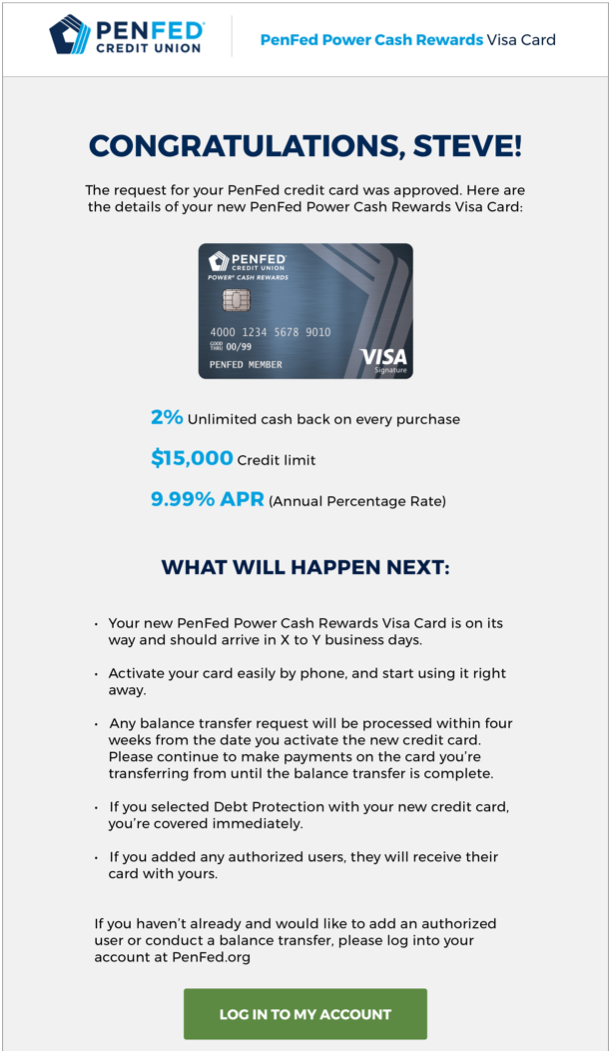 PENFED®
CREDIT UNION
PenFed Power Cash Rewards Visa Card
CONGRATULATIONS, STEVE!
The request for your PenFed credit card was approved. Here are
the details of your new PenFed Power Cash Rewards Visa Card:
PENFED®
CREDIT UNION
POWER® CASH REWARDS
4000 1234 5678 9010
GOOD
THRU 00/99
PENFED MEMBER
VISA
Signature
2% Unlimited cash back on every purchase
$15,000 Credit limit
9.99% APR (Annual Percentage Rate)
WHAT WILL HAPPEN NEXT:
• Your new PenFed Power Cash Rewards Visa Card is on its
way and should arrive in X to Y business days.
• Activate your card easily by phone, and start using it right
away.
• Any balance transfer request will be processed within four
weeks from the date you activate the new credit card.
Please continue to make payments on the card you’re
transferring from until the balance transfer is complete.
• If you selected Debt Protection with your new credit card,
you’re covered immediately.
• If you added any authorized users, they will receive their
card with yours.
If you haven’t already and would like to add an authorized
user or conduct a balance transfer, please log into your
account at PenFed.org
LOG IN TO MY ACCOUNT